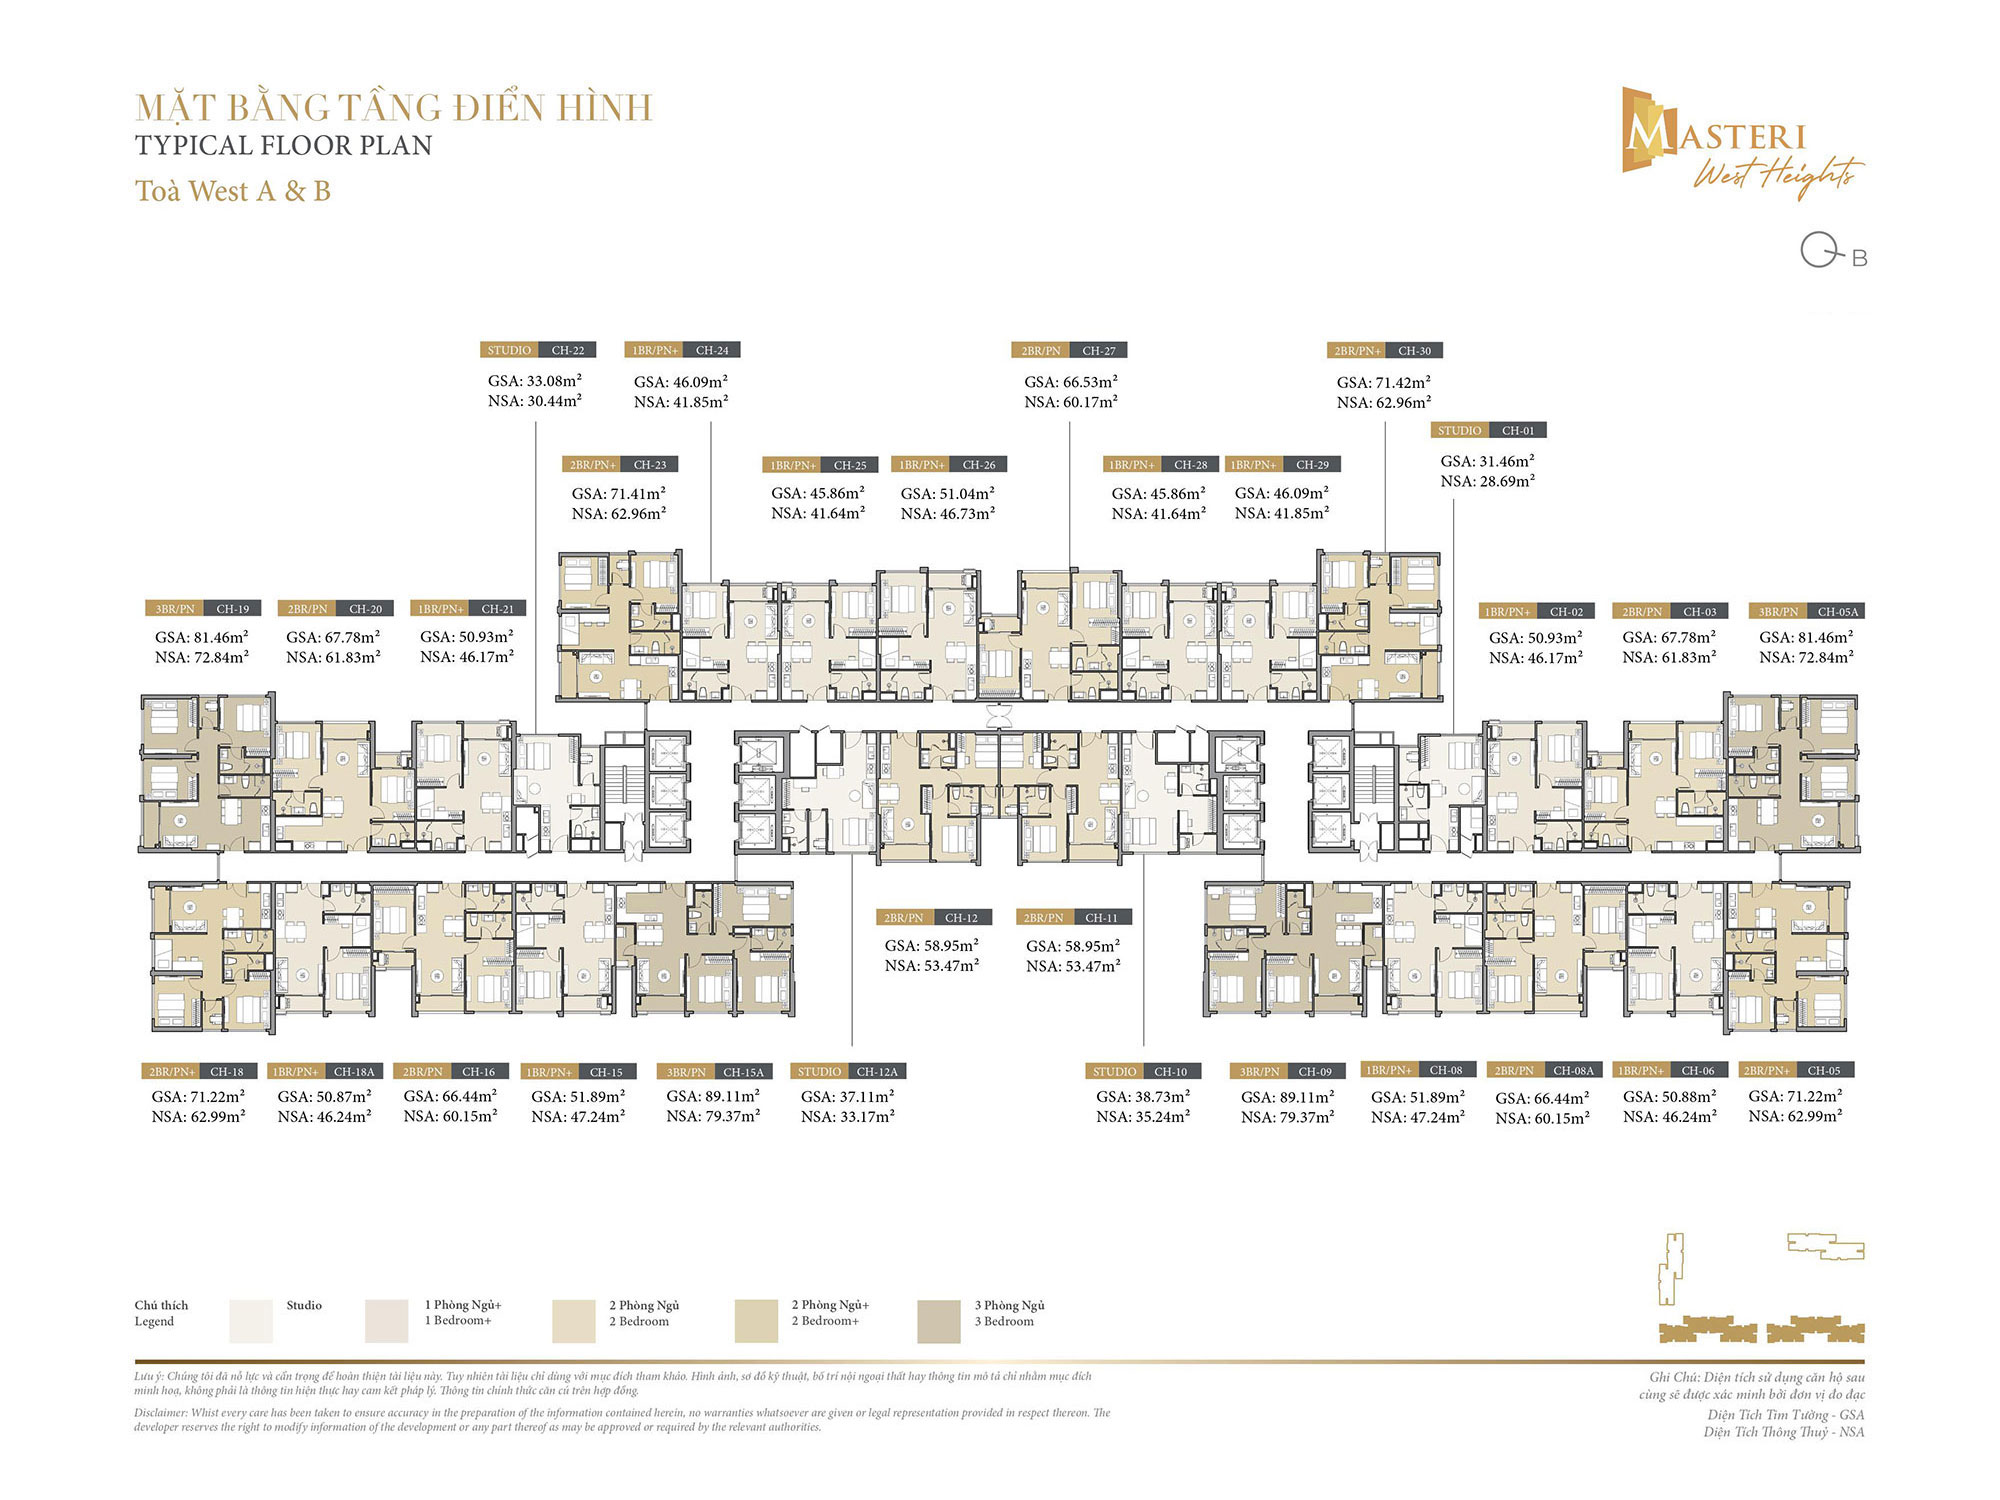 MẶT BẰNG TẦNG ĐIỂN HÌNH
TYPICAL FLOOR PLAN
Toà West A & B
MASTERI
West Heights
B
STUDIO CH-22
GSA: 33.08m²
NSA: 30.44m²
1BR/PN+ CH-24
GSA: 46.09m²
NSA: 41.85m²
2BR/PN CH-27
GSA: 66.53m²
NSA: 60.17m²
2BR/PN+ CH-30
GSA: 71.42m²
NSA: 62.96m²
STUDIO CH-01
GSA: 31.46m²
NSA: 28.69m²
2BR/PN+ CH-23
GSA: 71.41m²
NSA: 62.96m²
1BR/PN+ CH-25
GSA: 45.86m²
NSA: 41.64m²
1BR/PN+ CH-26
GSA: 51.04m²
NSA: 46.73m²
1BR/PN+ CH-28
GSA: 45.86m²
NSA: 41.64m²
1BR/PN+ CH-29
GSA: 46.09m²
NSA: 41.85m²
3BR/PN CH-19
GSA: 81.46m²
NSA: 72.84m²
2BR/PN CH-20
GSA: 67.78m²
NSA: 61.83m²
1BR/PN+ CH-21
GSA: 50.93m²
NSA: 46.17m²
1BR/PN+ CH-02
GSA: 50.93m²
NSA: 46.17m²
2BR/PN CH-03
GSA: 67.78m²
NSA: 61.83m²
3BR/PN CH-05A
GSA: 81.46m²
NSA: 72.84m²
2BR/PN CH-12
GSA: 58.95m²
NSA: 53.47m²
2BR/PN CH-11
GSA: 58.95m²
NSA: 53.47m²
2BR/PN+ CH-18
GSA: 71.22m²
NSA: 62.99m²
1BR/PN+ CH-18A
GSA: 50.87m²
NSA: 46.24m²
2BR/PN CH-16
GSA: 66.44m²
NSA: 60.15m²
1BR/PN+ CH-15
GSA: 51.89m²
NSA: 47.24m²
3BR/PN CH-15A
GSA: 89.11m²
NSA: 79.37m²
STUDIO CH-12A
GSA: 37.11m²
NSA: 33.17m²
STUDIO CH-10
GSA: 38.73m²
NSA: 35.24m²
3BR/PN CH-09
GSA: 89.11m²
NSA: 79.37m²
1BR/PN+ CH-08
GSA: 51.89m²
NSA: 47.24m²
2BR/PN CH-08A
GSA: 66.44m²
NSA: 60.15m²
1BR/PN+ CH-06
GSA: 50.88m²
NSA: 46.24m²
2BR/PN+ CH-05
GSA: 71.22m²
NSA: 62.99m²
Chú thích
Legend
Studio
1 Phòng Ngủ+
1 Bedroom+
2 Phòng Ngủ
2 Bedroom
2 Phòng Ngủ+
2 Bedroom+
3 Phòng Ngủ
3 Bedroom
Lưu ý: Chúng tôi đã nỗ lực và cẩn trọng để hoàn thiện tài liệu này. Tuy nhiên tài liệu chỉ dùng với mục đích tham khảo. Hình ảnh, sơ đồ kỹ thuật, bố trí nội ngoại thất hay thông tin mô tả chỉ nhằm mục đích
minh hoạ, không phải là thông tin hiện thực hay cam kết pháp lý. Thông tin chính thức căn cứ trên hợp đồng.
Disclaimer: Whist every care has been taken to ensure accuracy in the preparation of the information contained herein, no warranties whatsoever are given or legal representation provided in respect thereon. The
developer reserves the right to modify information of the development or any part thereof as may be approved or required by the relevant authorities.
Ghi Chú: Diện tích sử dụng căn hộ sau
cùng sẽ được xác minh bởi đơn vị đo đạc
Diện Tích Tim Tường - GSA
Diện Tích Thông Thuỷ - NSA